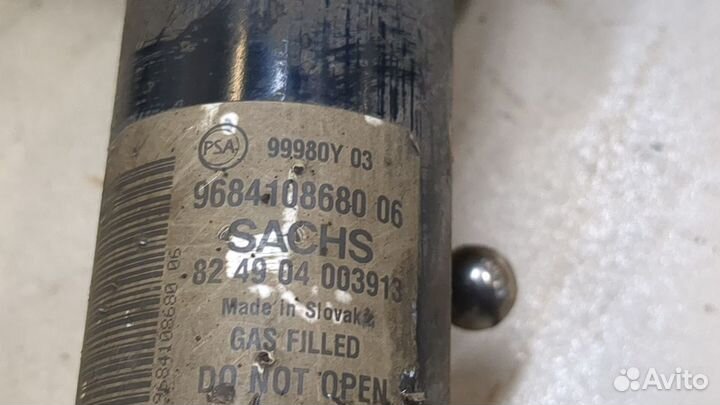 PSA 99980Y 03
9684108680 06
SACHS
82 49 04 003913
Made in Slovak
GAS FILLED
DO NOT OPEN
9684108680 06
Avito